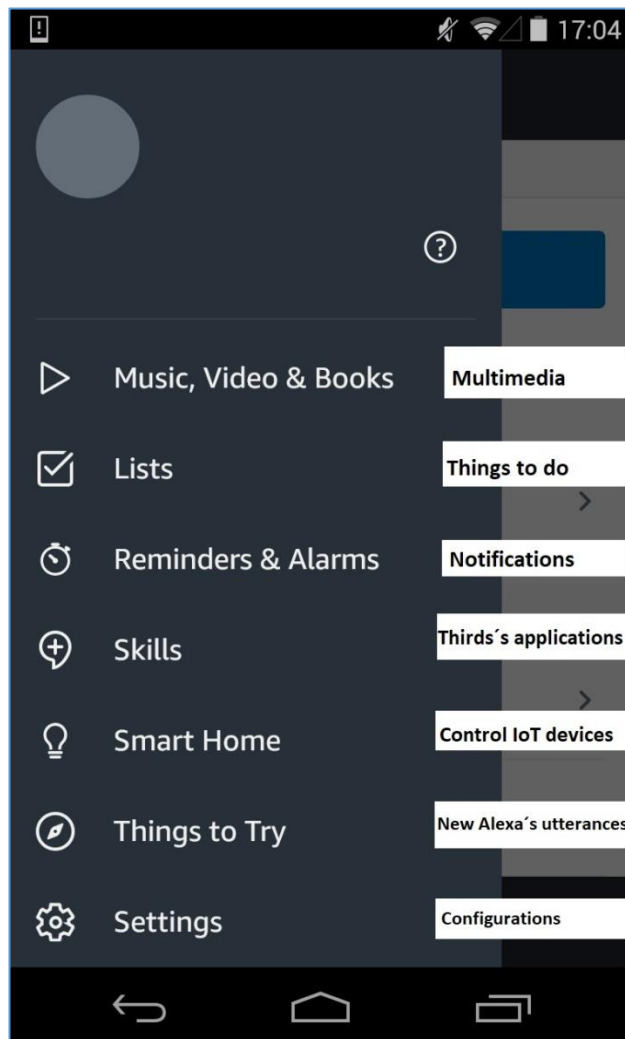 17:04
Music, Video & Books Multimedia
Lists Things to do
Reminders & Alarms Notifications
Skills Thirds´s applications
Smart Home Control IoT devices
Things to Try New Alexa´s utterances
Settings Configurations